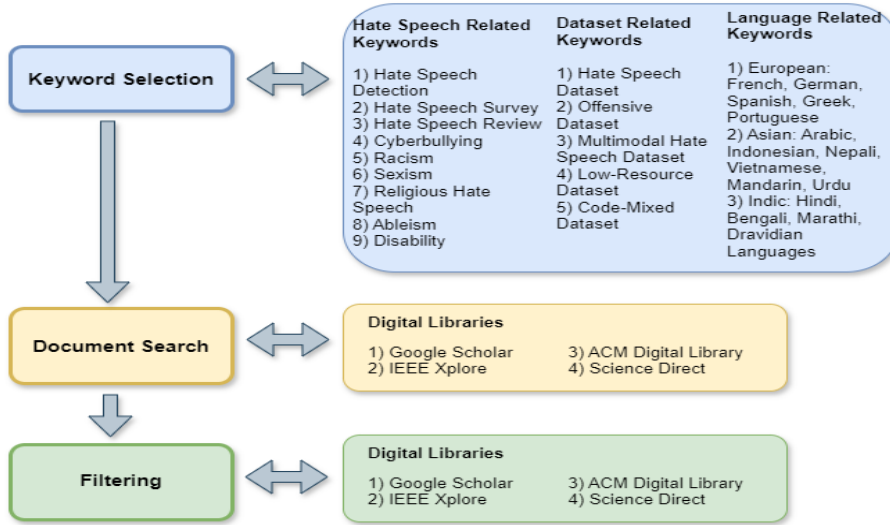 Keyword Selection
Hate Speech Related
Keywords
1) Hate Speech
Detection
2) Hate Speech Survey
3) Hate Speech Review
4) Cyberbullying
5) Racism
6) Sexism
7) Religious Hate
Speech
8) Ableism
9) Disability
Dataset Related
Keywords
1) Hate Speech
Dataset
2) Offensive
Dataset
3) Multimodal Hate
Speech Dataset
4) Low-Resource
Dataset
5) Code-Mixed
Dataset
Language Related
Keywords
1) European:
French, German,
Spanish, Greek,
Portuguese
2) Asian: Arabic,
Indonesian, Nepali,
Vietnamese,
Mandarin, Urdu
3) Indic: Hindi,
Bengali, Marathi,
Dravidian
Languages
Document Search
Digital Libraries
1) Google Scholar
2) IEEE Xplore
3) ACM Digital Library
4) Science Direct
Filtering
Digital Libraries
1) Google Scholar
2) IEEE Xplore
3) ACM Digital Library
4) Science Direct